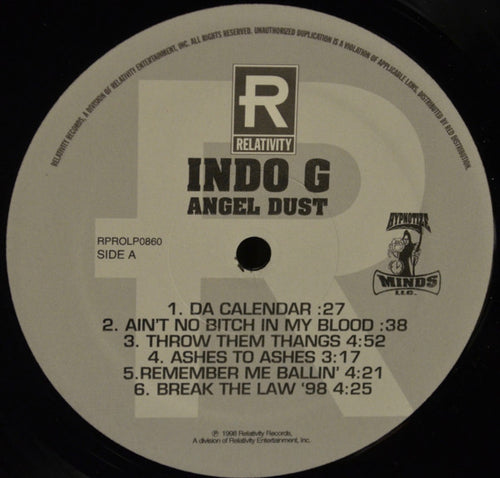 RELATIVITY RECORDS, A DIVISION OF RELATIVITY ENTERTAINMENT, INC. ALL RIGHTS RESERVED. UNAUTHORIZED DUPLICATION IS A VIOLATION OF APPLICABLE LAWS. DISTRIBUTED BY RED DISTRIBUTION.
R
RELATIVITY
INDO G
ANGEL DUST
RPROLP0860
SIDE A
HYPNOTIZE
MINDS
LLC.
1. DA CALENDAR :27
2. AIN'T NO BITCH IN MY BLOOD :38
3. THROW THEM THANGS 4:52
4. ASHES TO ASHES 3:17
5.REMEMBER ME BALLIN' 4:21
6. BREAK THE LAW '98 4:25
℗ 1998 Relativity Records,
A division of Relativity Entertainment, Inc.